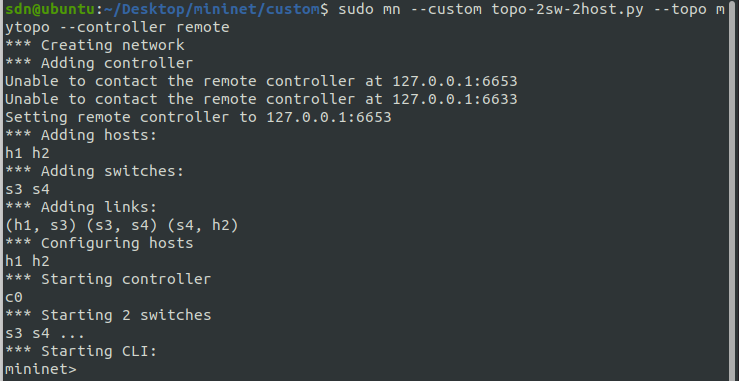 sdn@ubuntu:~/Desktop/mininet/custom$ sudo mn --custom topo-2sw-2host.py --topo m
ytopo --controller remote
*** Creating network
*** Adding controller
Unable to contact the remote controller at 127.0.0.1:6653
Unable to contact the remote controller at 127.0.0.1:6633
Setting remote controller to 127.0.0.1:6653
*** Adding hosts:
h1 h2
*** Adding switches:
s3 s4
*** Adding links:
(h1, s3) (s3, s4) (s4, h2)
*** Configuring hosts
h1 h2
*** Starting controller
c0
*** Starting 2 switches
s3 s4 ...
*** Starting CLI:
mininet>